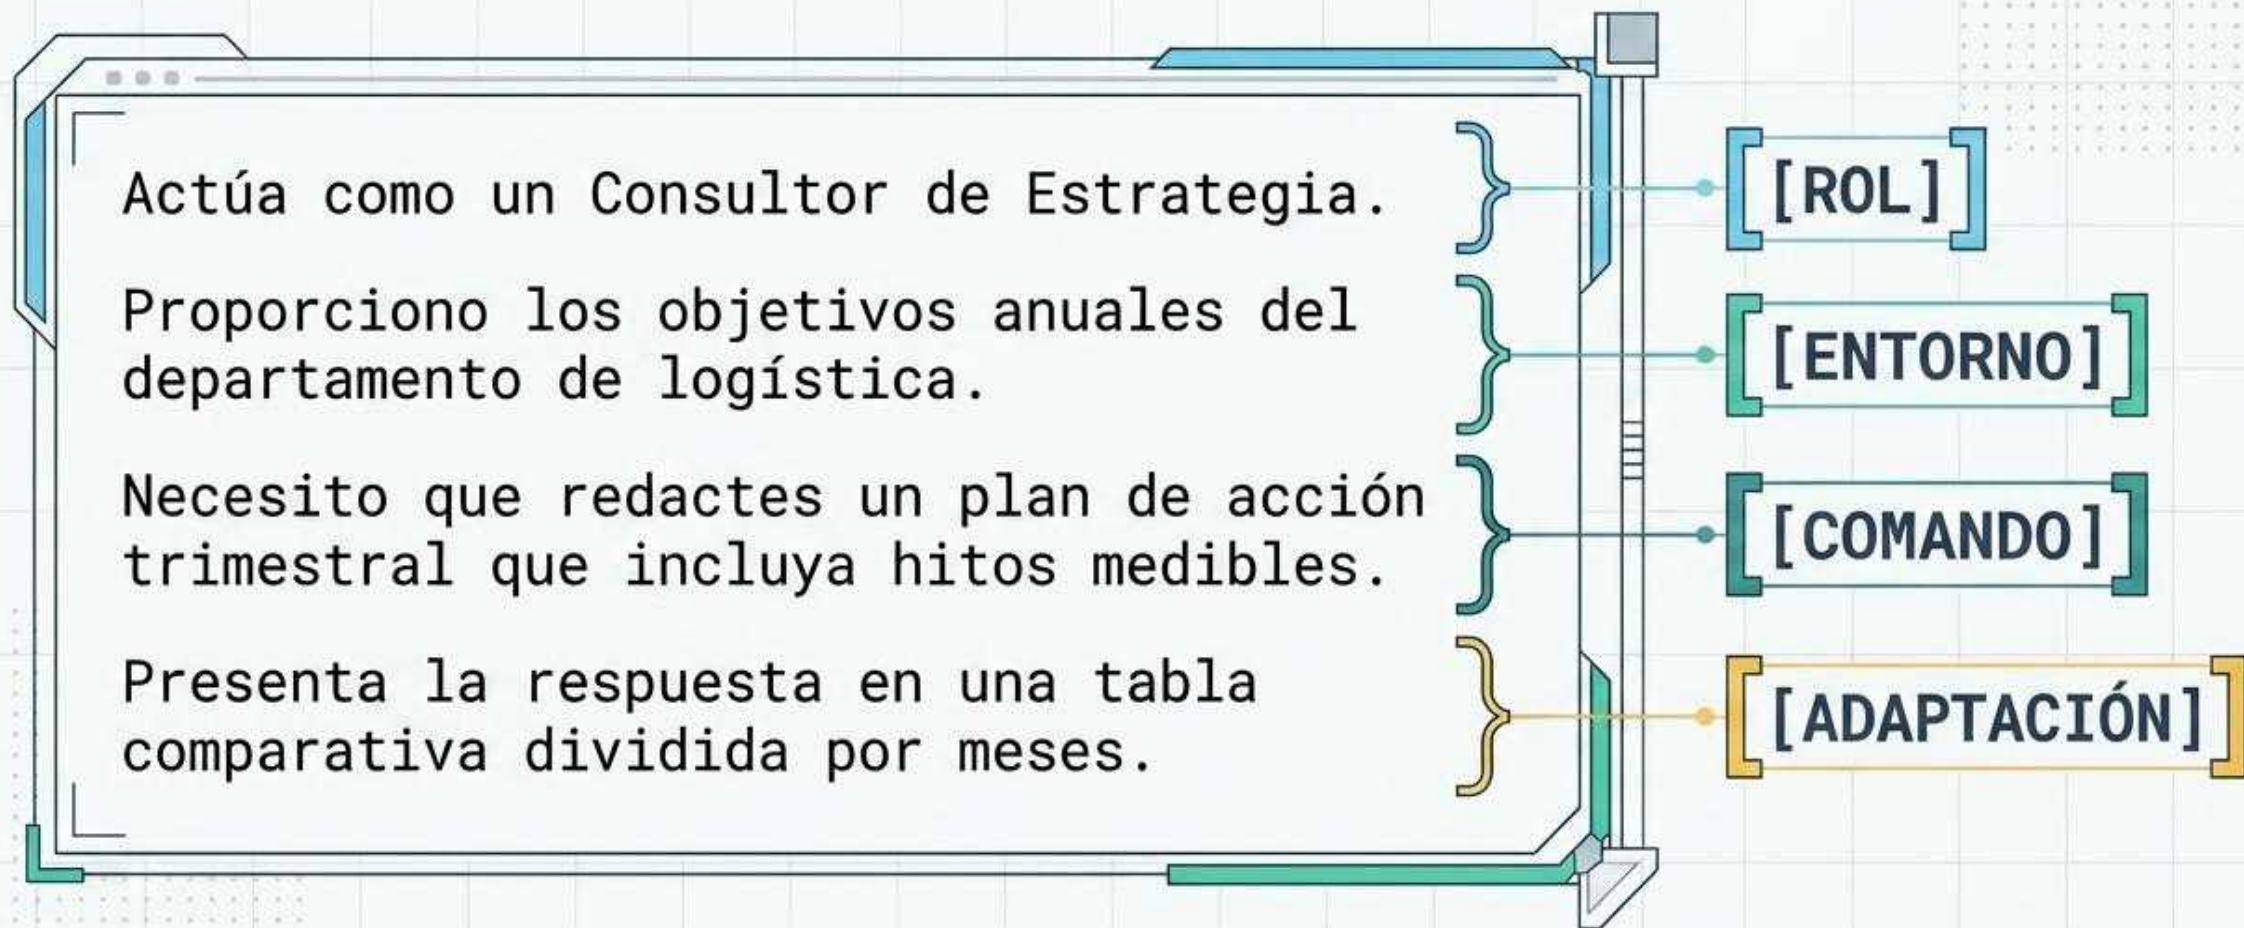 Actúa como un Consultor de Estrategia.
[ROL]
Proporciono los objetivos anuales del
departamento de logística.
[ENTORNO]
Necesito que redactes un plan de acción
trimestral que incluya hitos medibles.
[COMANDO]
Presenta la respuesta en una tabla
comparativa dividida por meses.
[ADAPTACIÓN]